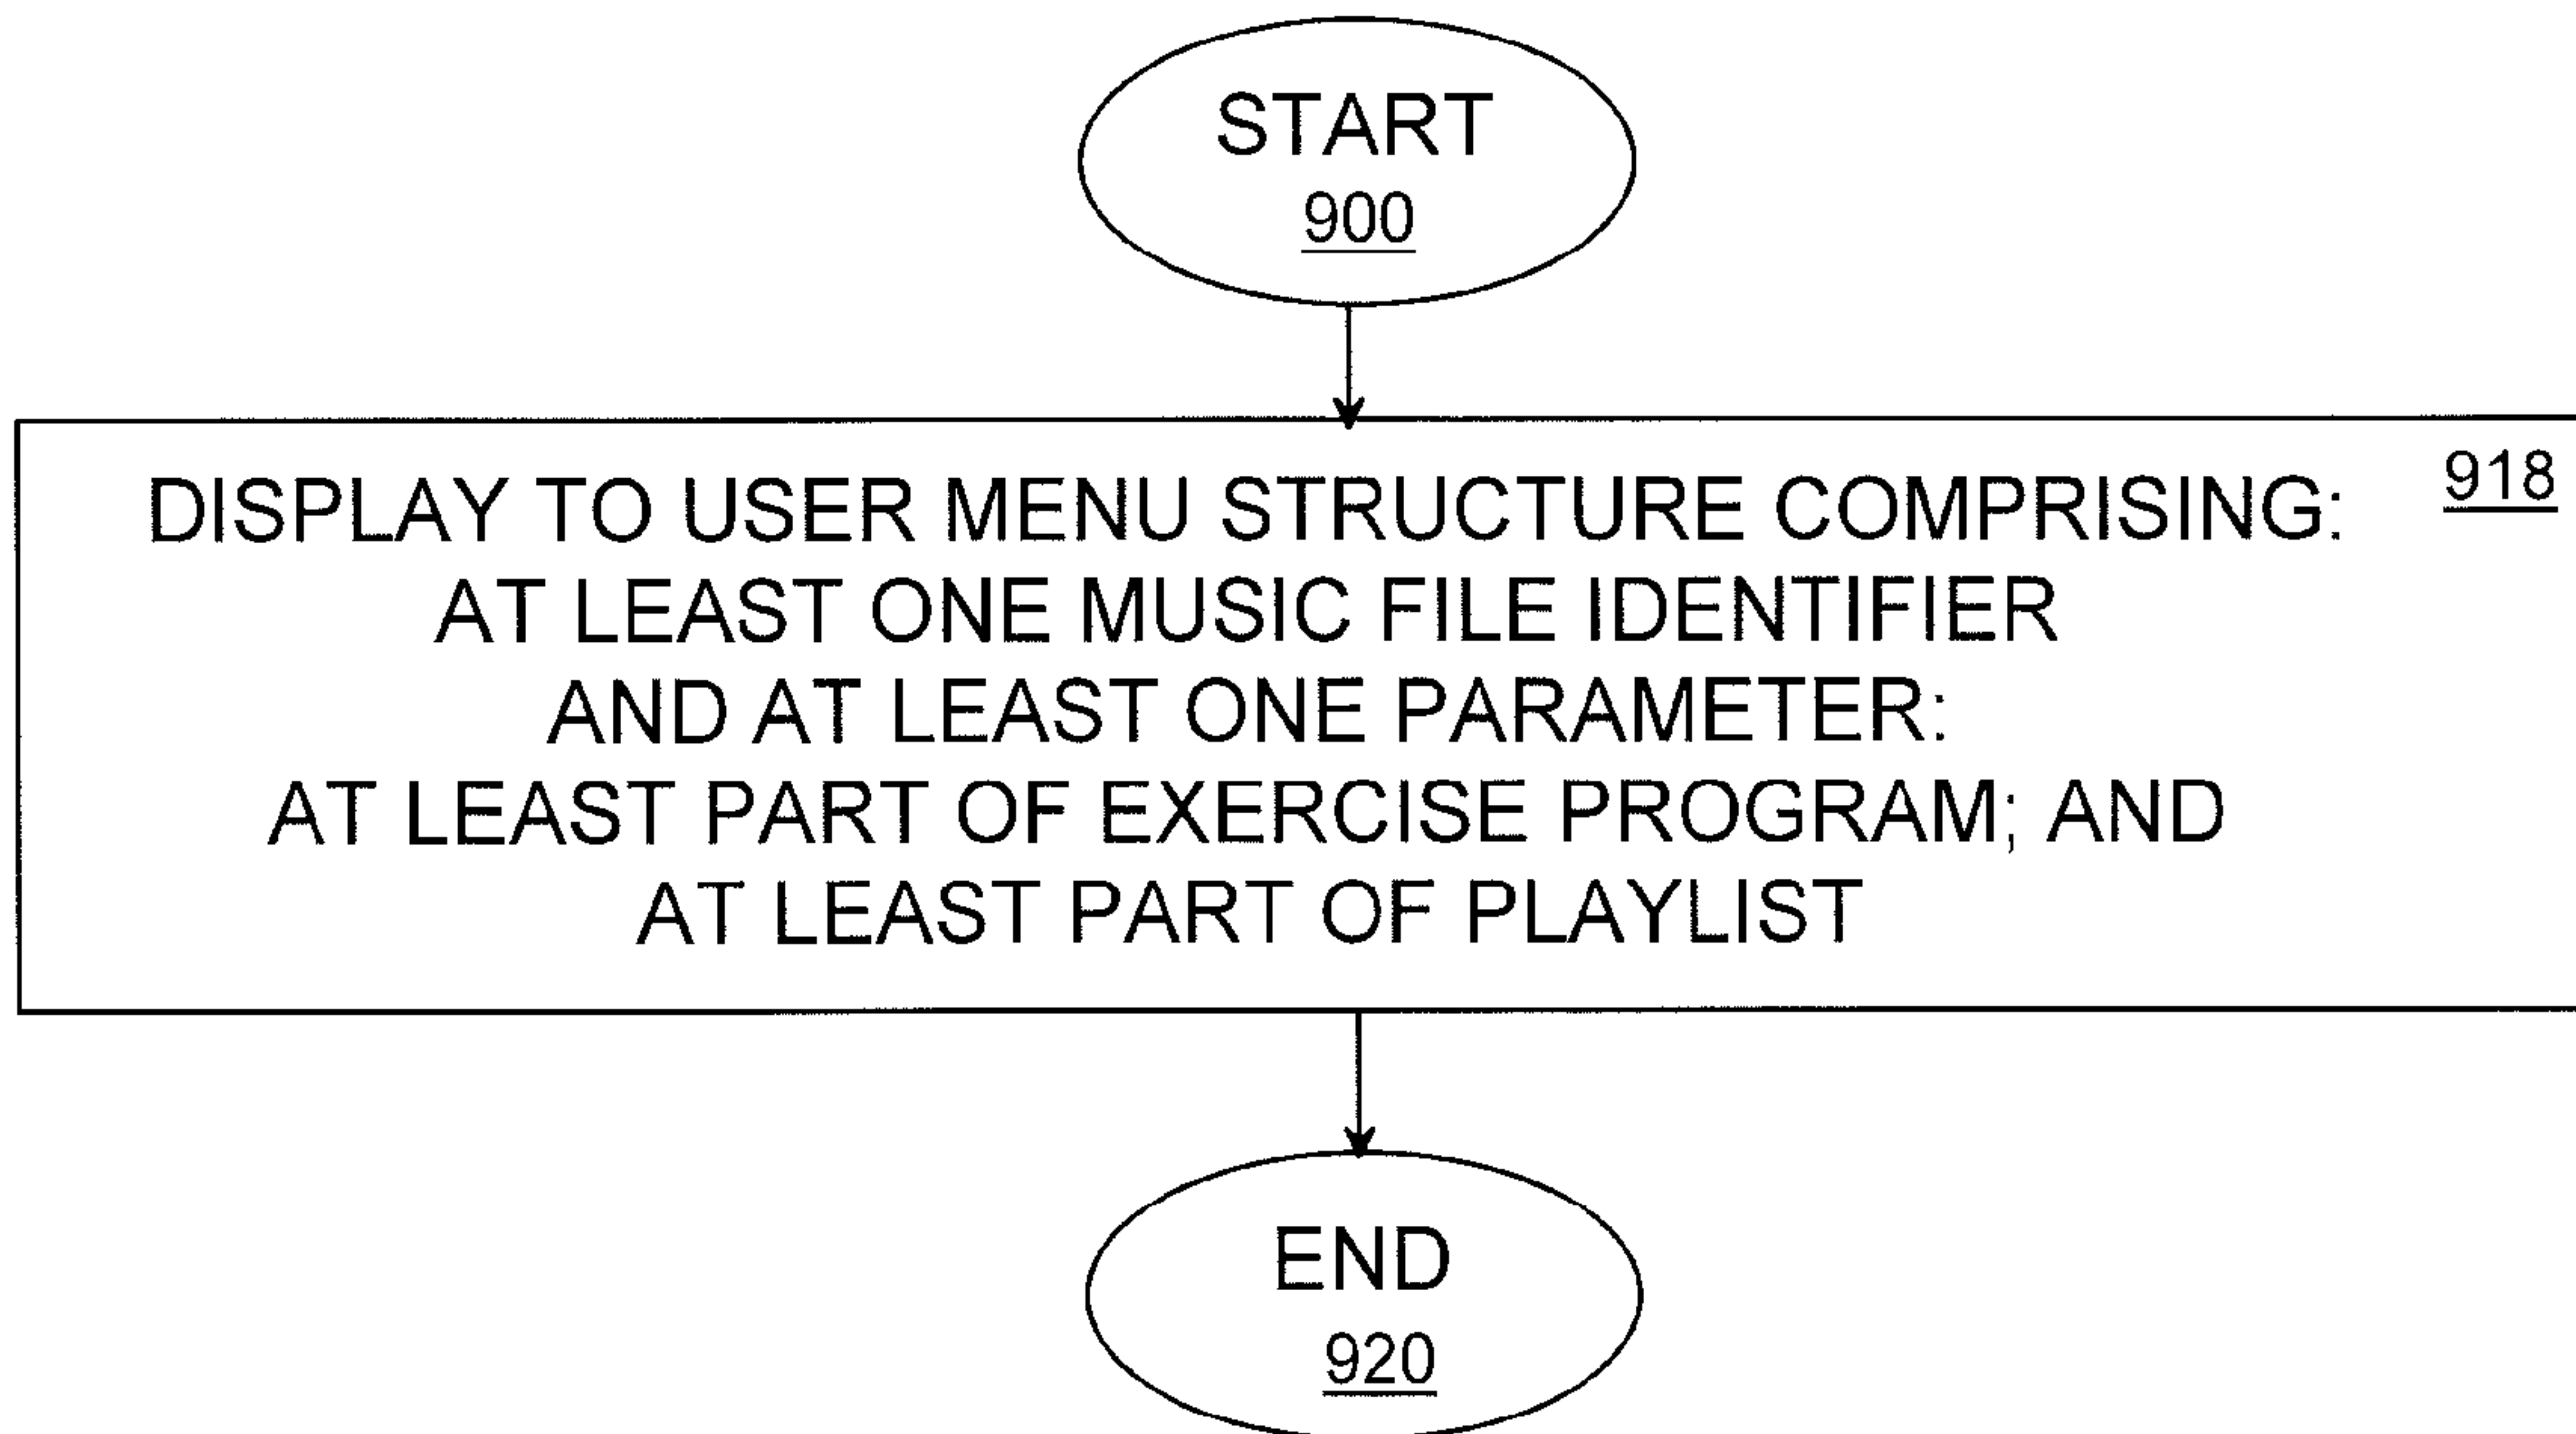 START
900
918
DISPLAY TO USER MENU STRUCTURE COMPRISING:
AT LEAST ONE MUSIC FILE IDENTIFIER
AND AT LEAST ONE PARAMETER:
AT LEAST PART OF EXERCISE PROGRAM; AND
AT LEAST PART OF PLAYLIST
END
920